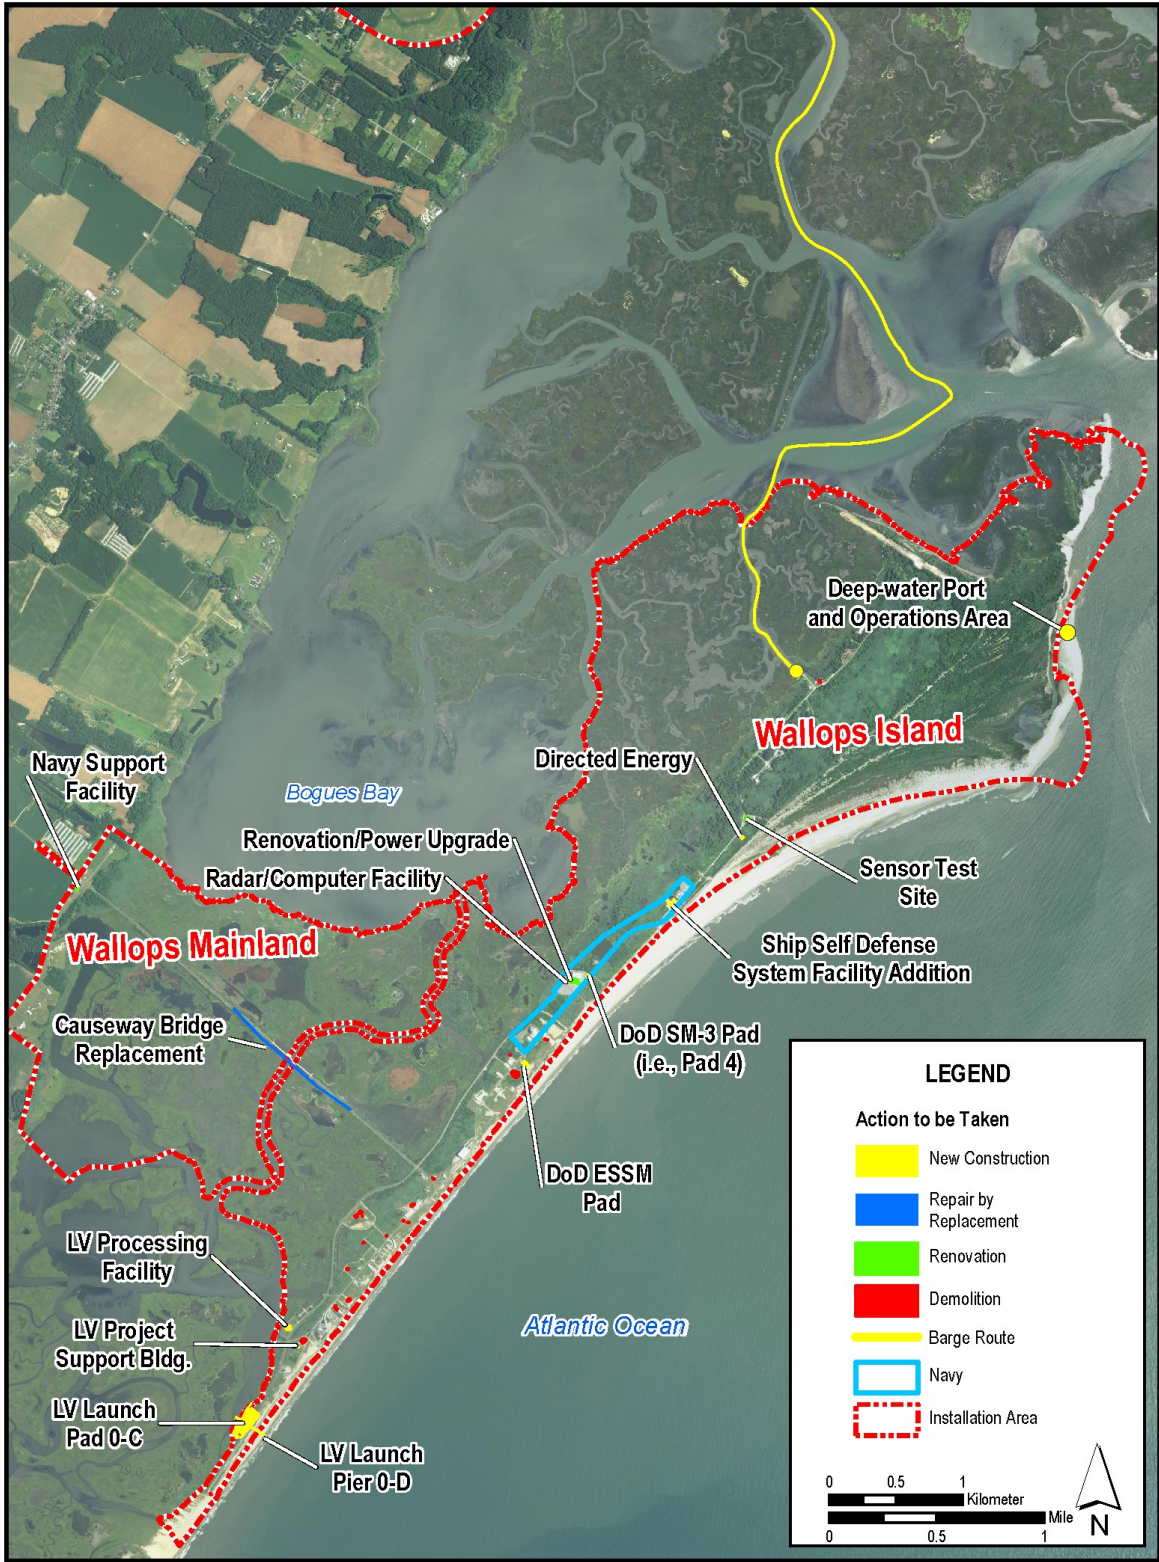 Deep-water Port
and Operations Area
Wallops Island
Directed Energy
Navy Support
Facility
Bogues Bay
Renovation/Power Upgrade
Radar/Computer Facility
Sensor Test
Site
Wallops Mainland
Ship Self Defense
System Facility Addition
Causeway Bridge
Replacement
DoD SM-3 Pad
(i.e., Pad 4)
DoD ESSM
Pad
LV Processing
Facility
LV Project
Support Bldg.
Atlantic Ocean
LV Launch
Pad 0-C
LV Launch
Pier 0-D
LEGEND
Action to be Taken
New Construction
Repair by
Replacement
Renovation
Demolition
Barge Route
Navy
Installation Area
0 0.5 1
Kilometer
Mile
0 0.5 1
N